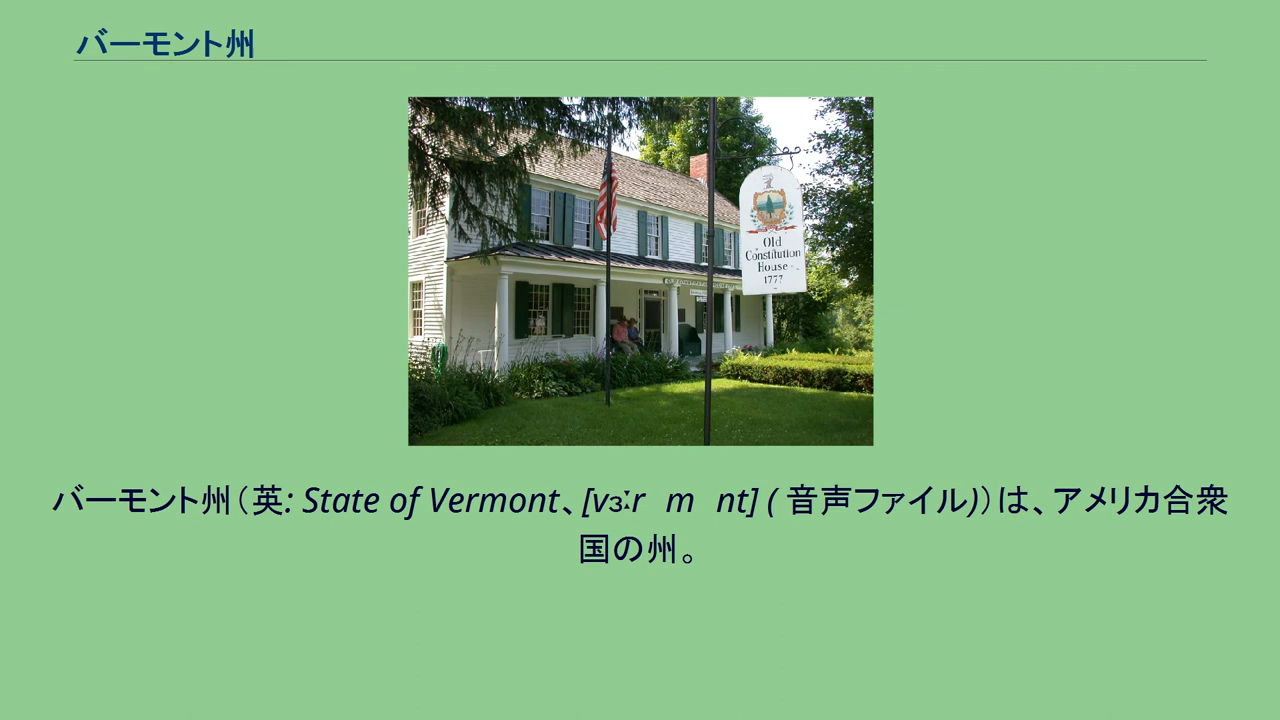 バーモント州
Old
Constitution
House
1777
バーモント州（英: State of Vermont、[vɜːr m nt] ( 音声ファイル)）は、アメリカ合衆
国の州。